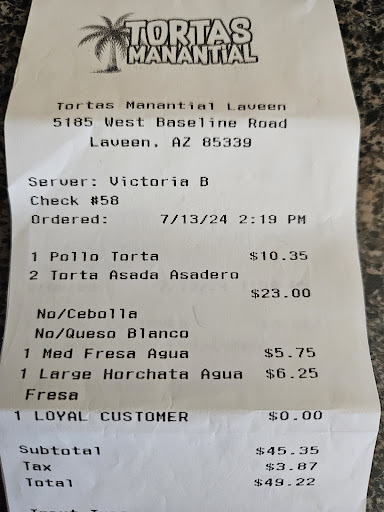 TORTAS
MANANTIAL
Tortas Manantial Laveen
5185 West Baseline Road
Laveen, AZ 85339
Server: Victoria B
Check #58
Ordered: 7/13/24 2:19 PM
1 Pollo Torta $10.35
2 Torta Asada Asadero
$23.00
No/Cebolla
No/Queso Blanco
1 Med Fresa Agua $5.75
1 Large Horchata Agua $6.25
Fresa
1 LOYAL CUSTOMER $0.00
Subtotal $45.35
Tax $3.87
Total $49.22